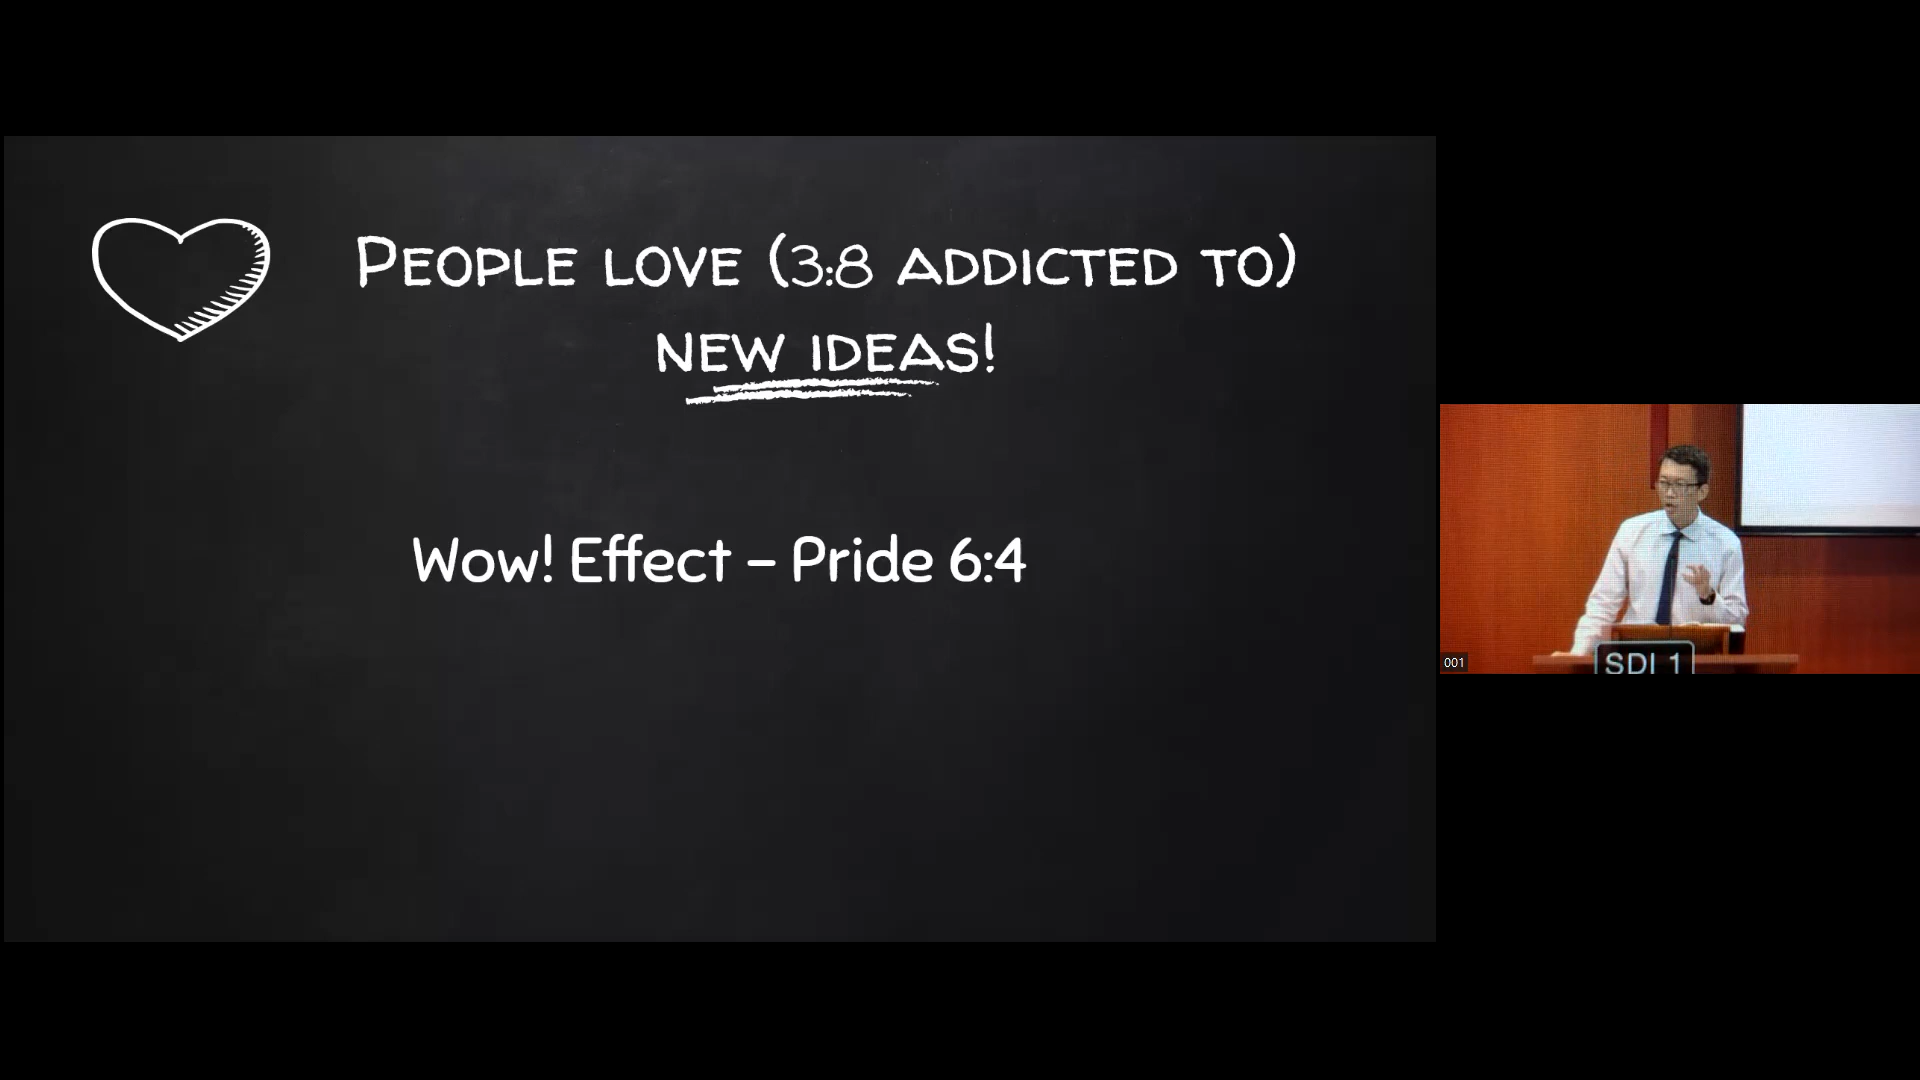 People love (3:8 addicted to)
new ideas!
Wow! Effect – Pride 6:4
001
SDI 1